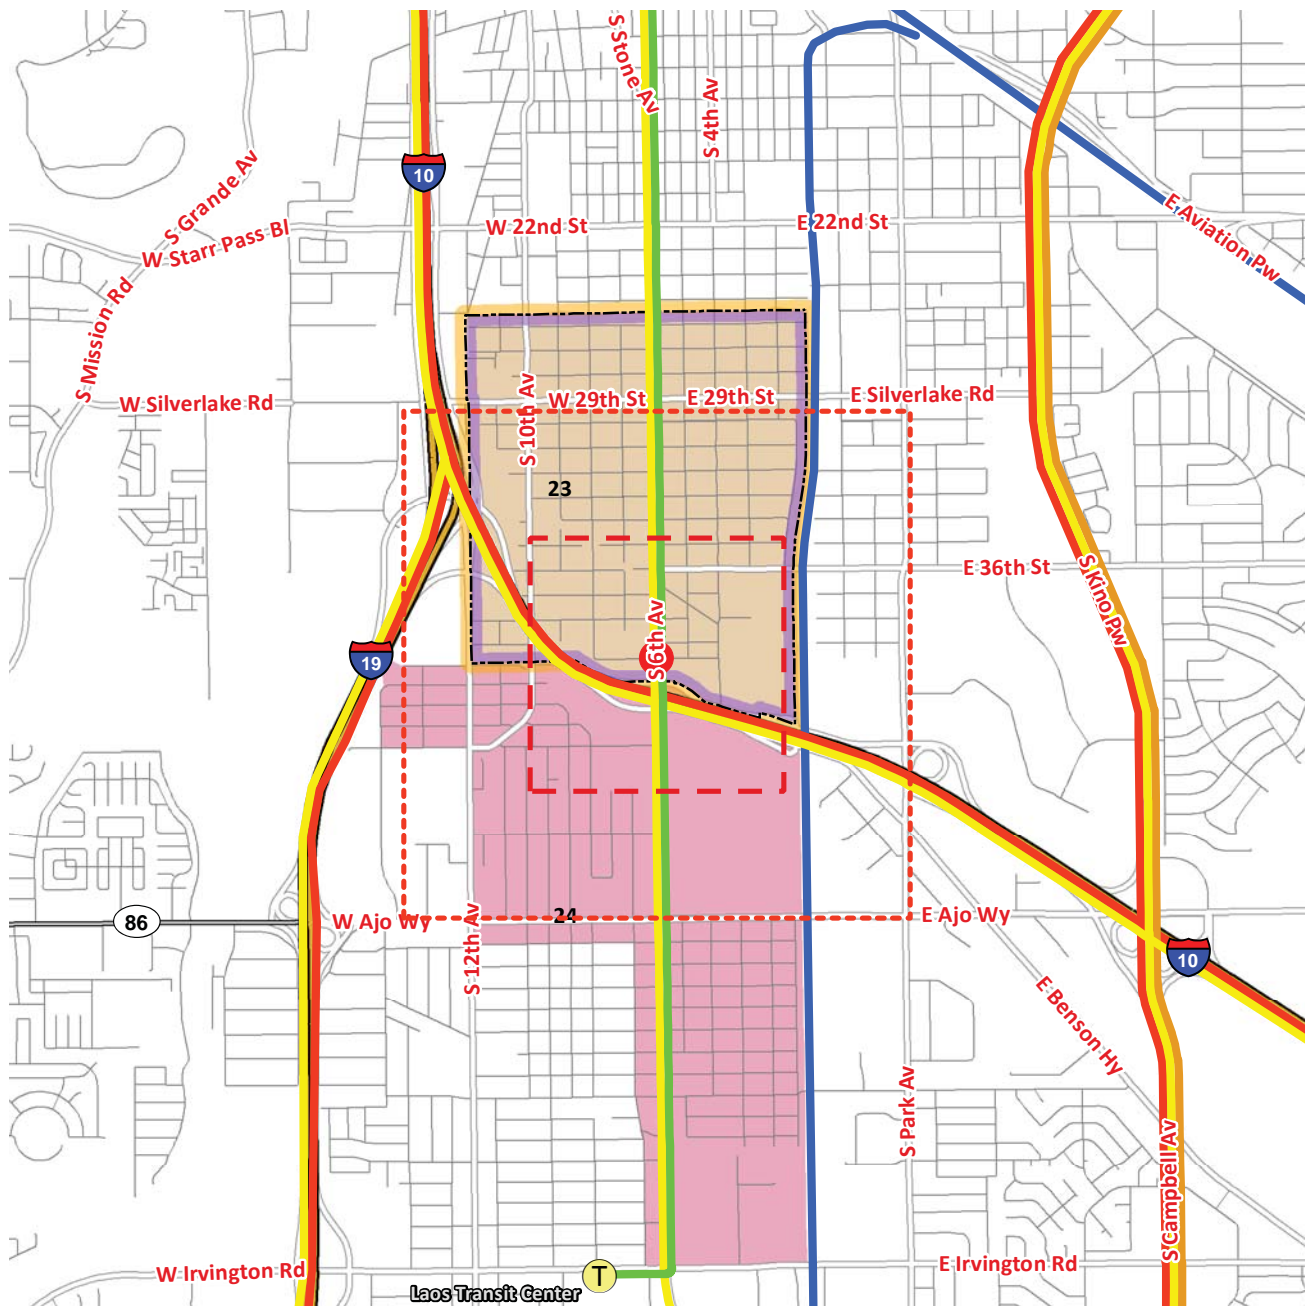 S Stone Av
S 4th Av
10
S Grande Av
W Starr Pass Bl
W 22nd St
E 22nd St
E Aviation Pw
S Mission Rd
W Silverlake Rd
S 10th Av
W 29th St
E 29th St
E Silverlake Rd
23
E 36th St
S Kino Pw
S 6th Av
19
86
W Ajo Wy
24
E Ajo Wy
S 12th Av
10
E Benson Hy
S Park Av
S Campbell Av
W Irvington Rd
T
E Irvington Rd
Laos Transit Center